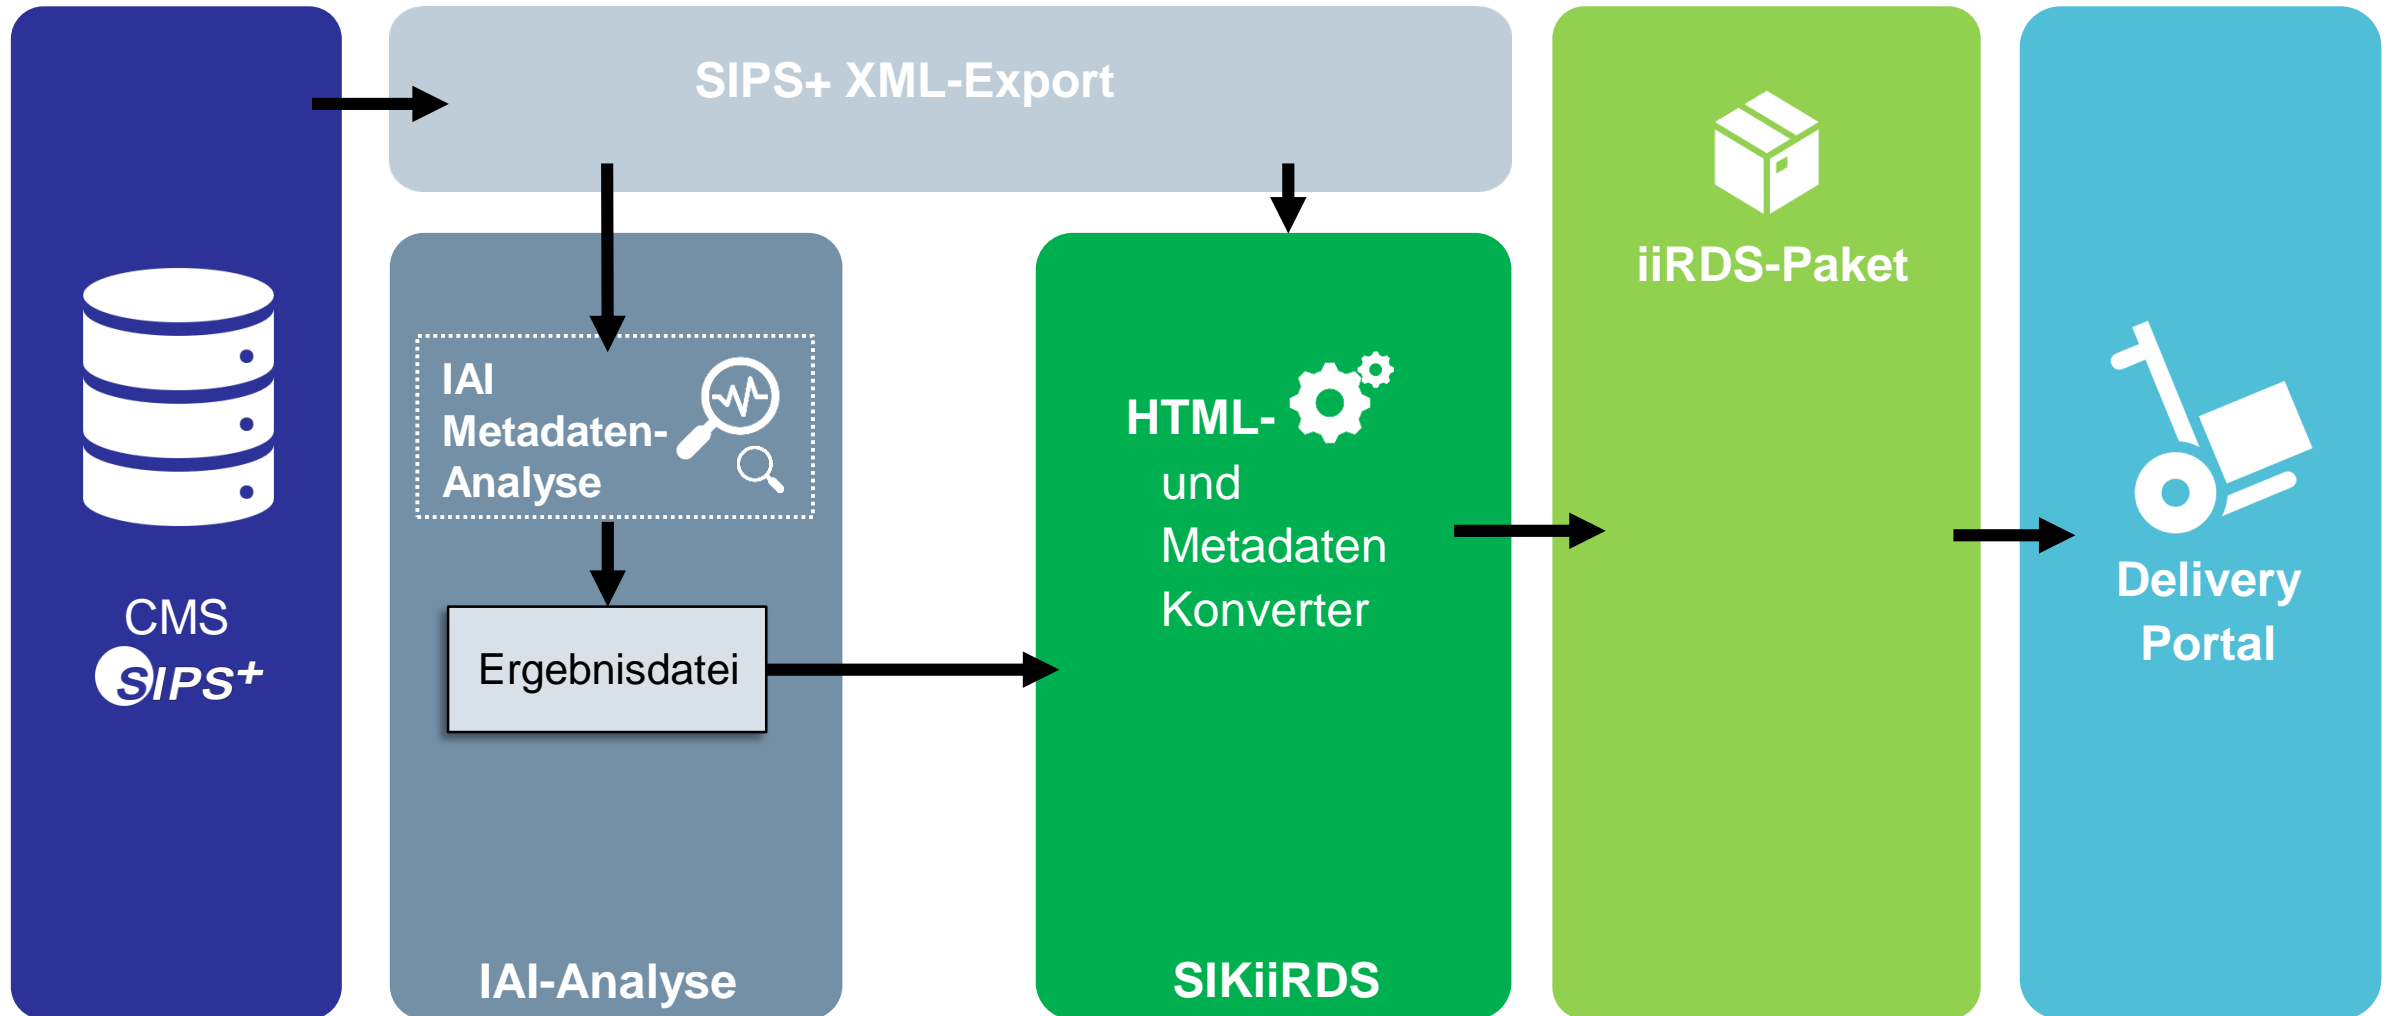 SIPS+ XML-Export
CMS
SIPS+
IAI
Metadaten-
Analyse
Ergebnisdatei
IAI-Analyse
HTML-
und
Metadaten
Konverter
SIKiiRDS
iiRDS-Paket
Delivery
Portal